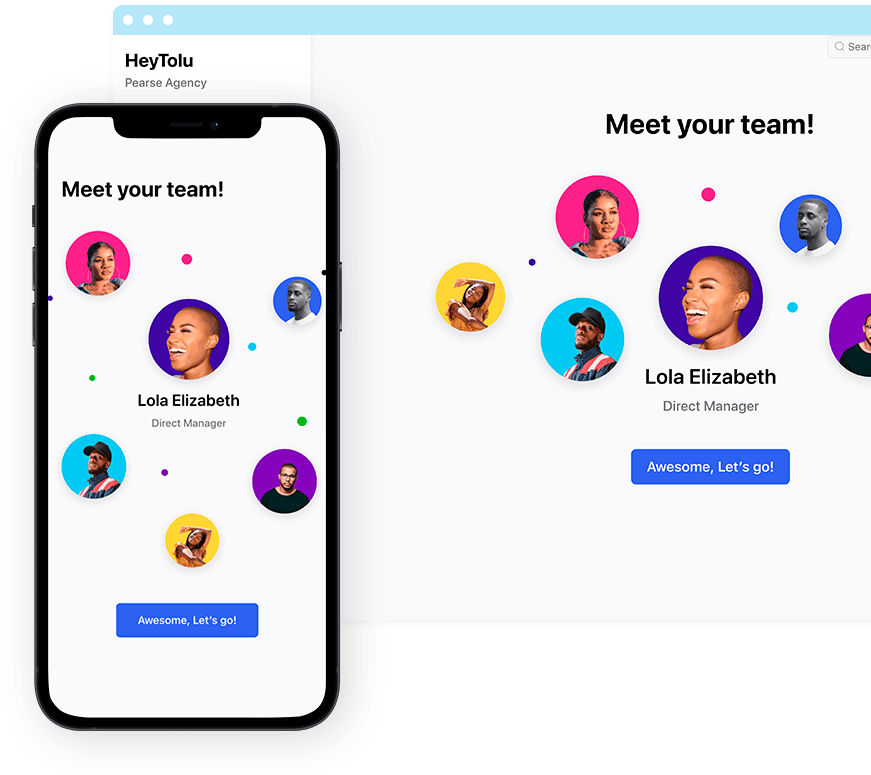 HeyTolu
Pearse Agency
Meet your team!
Lola Elizabeth
Direct Manager
Awesome, Let's go!
Meet your team!
Lola Elizabeth
Direct Manager
Awesome, Let's go!